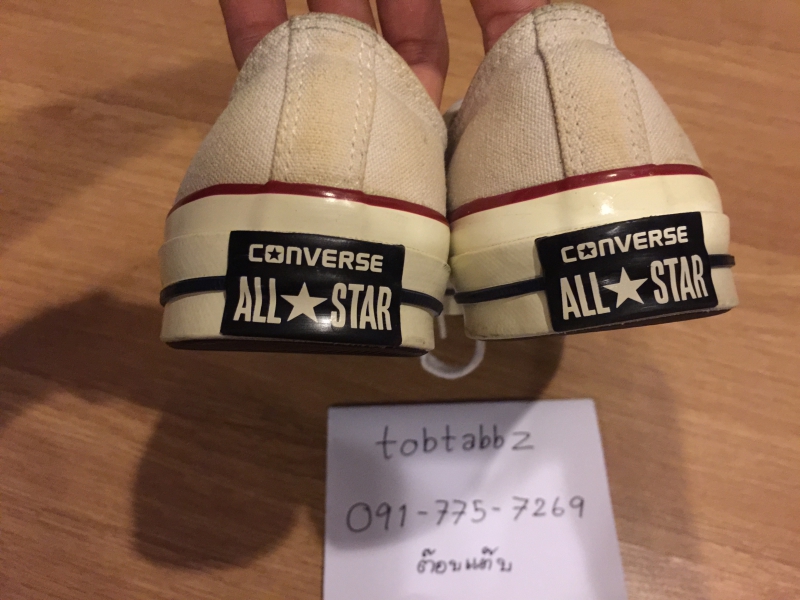 CONVERSE
ALL★STAR
CONVERSE
ALL★STAR
tobtabbz
091-775-7269
ต๊อบแต๊บ